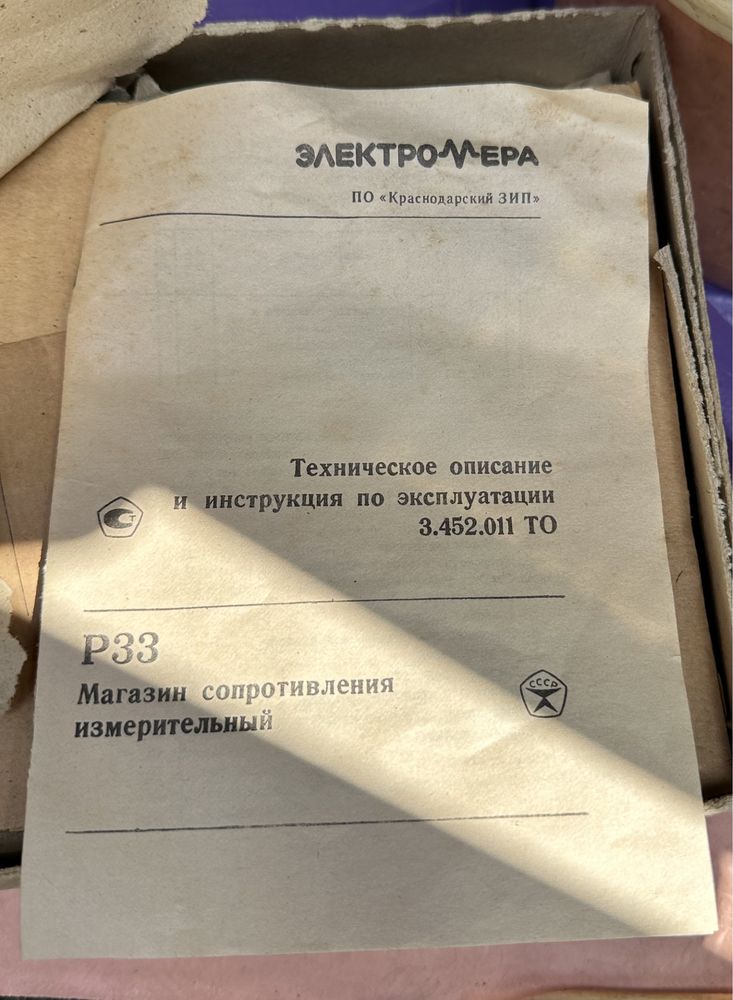 ЭЛЕКТРОМЕРА
ПО «Краснодарский ЗИП»
Техническое описание
и инструкция по эксплуатации
3.452.011 ТО
Р33
Магазин сопротивления
измерительный
СССР